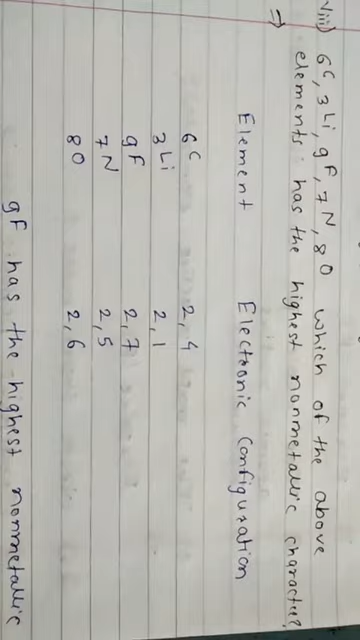 viii) 6C, 3Li, 9F, 7N, 8O which of the above
elements has the highest nonmetallic character?
⇒
Element Electronic Configuration
6C 2,4
3Li 2,1
9F 2,7
7N 2,5
8O 2,6
9F has the highest nonmetallic